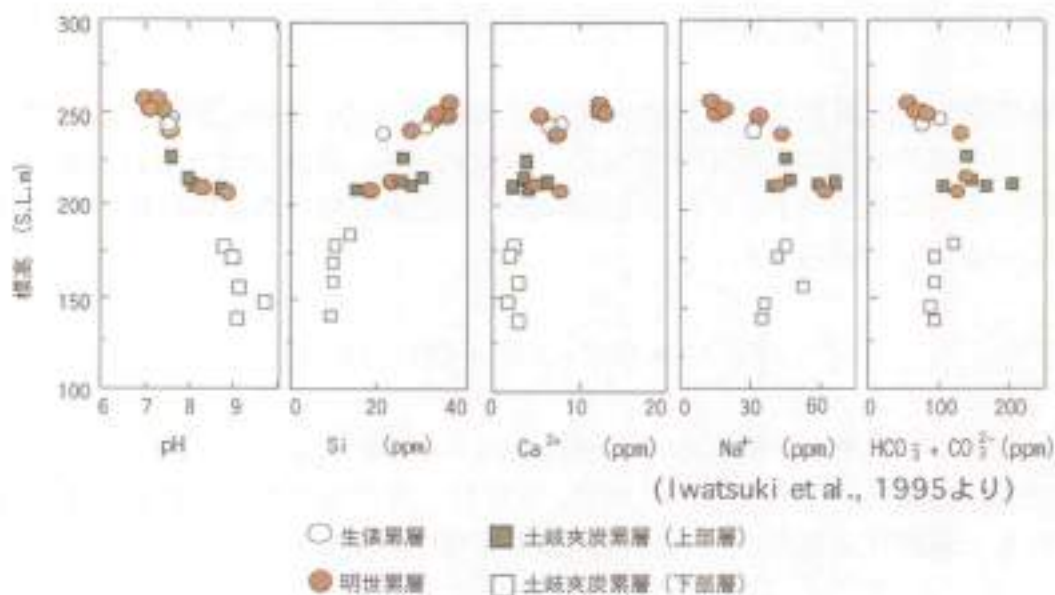 300
250
200
150
100
標高 (S.L.m)
6 7 8 9
0 20 40
0 10 20
0 30 60
0 100 200
pH
Si (ppm)
Ca²⁺ (ppm)
Na⁺ (ppm)
HCO₃⁻ + CO₃²⁻ (ppm)
(Iwatsuki et al., 1995より)
生俵累層
土岐夾炭累層 (上部層)
明世累層
土岐夾炭累層 (下部層)